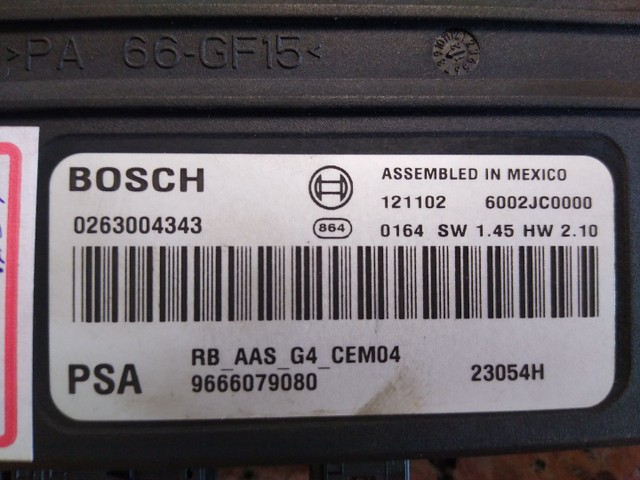 >PA 66-GF15<
BOSCH
ASSEMBLED IN MEXICO
121102 6002JC0000
0263004343
864
0164 SW 1.45 HW 2.10
RB_AAS_G4_CEM04
PSA
9666079080
23054H